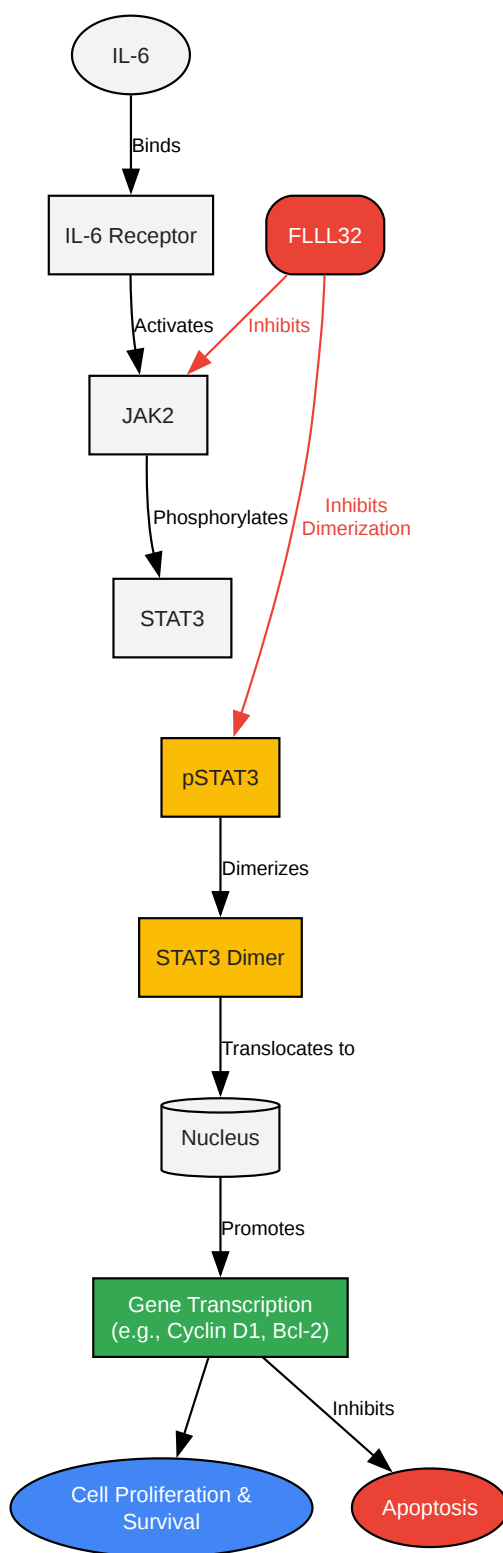 IL-6
Binds
IL-6 Receptor
FLLL32
Activates
Inhibits
JAK2
Phosphorylates
Inhibits
Dimerization
STAT3
pSTAT3
Dimerizes
STAT3 Dimer
Translocates to
Nucleus
Promotes
Gene Transcription
(e.g., Cyclin D1, Bcl-2)
Inhibits
Cell Proliferation &
Survival
Apoptosis